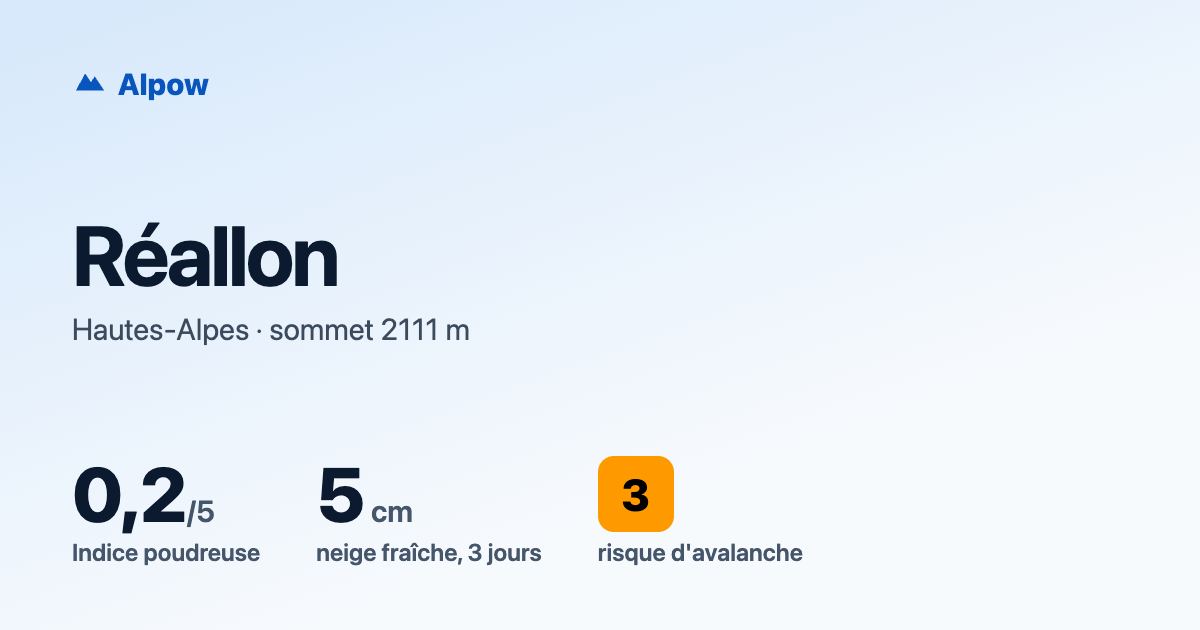 Alpow
Réallon
Hautes-Alpes · sommet 2111 m
0,2/5
Indice poudreuse
5 cm
neige fraîche, 3 jours
3
risque d'avalanche